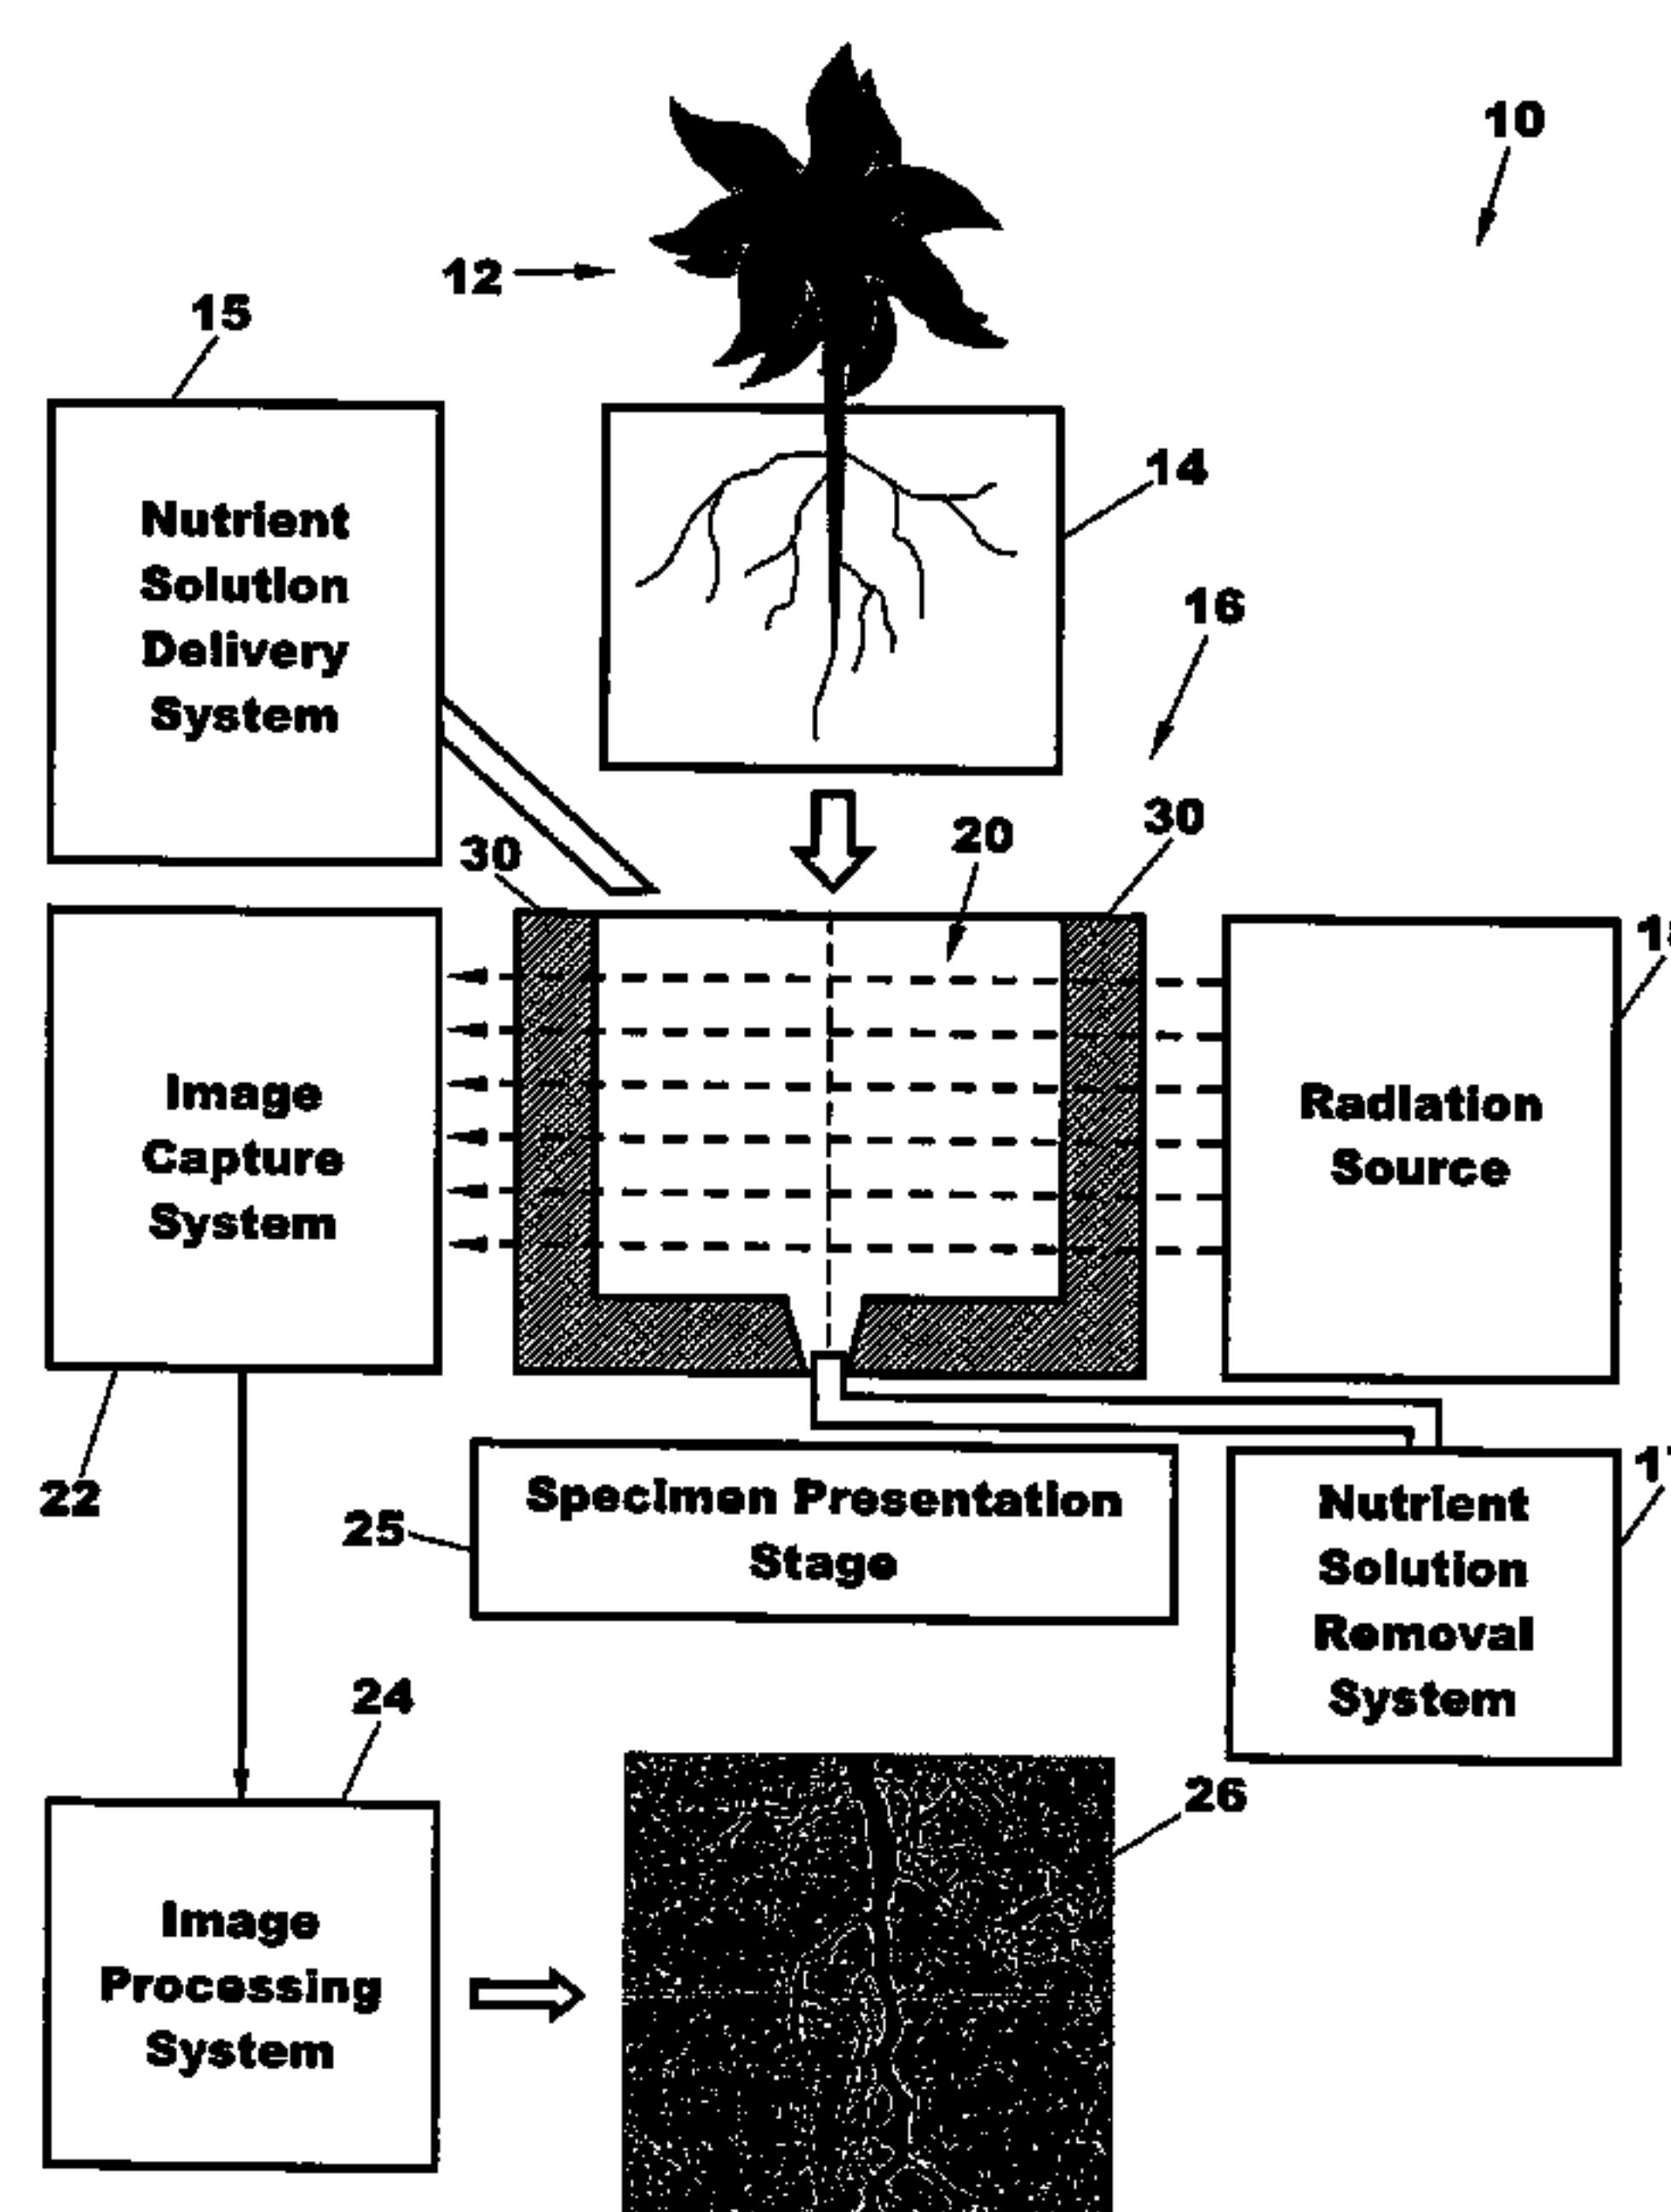 10
12
15
Nutrient
Solution
Delivery
System
14
16
30
20
30
Image
Capture
System
Radiation
Source
22
25
Specimen Presentation
Stage
Nutrient
Solution
Removal
System
24
26
Image
Processing
System